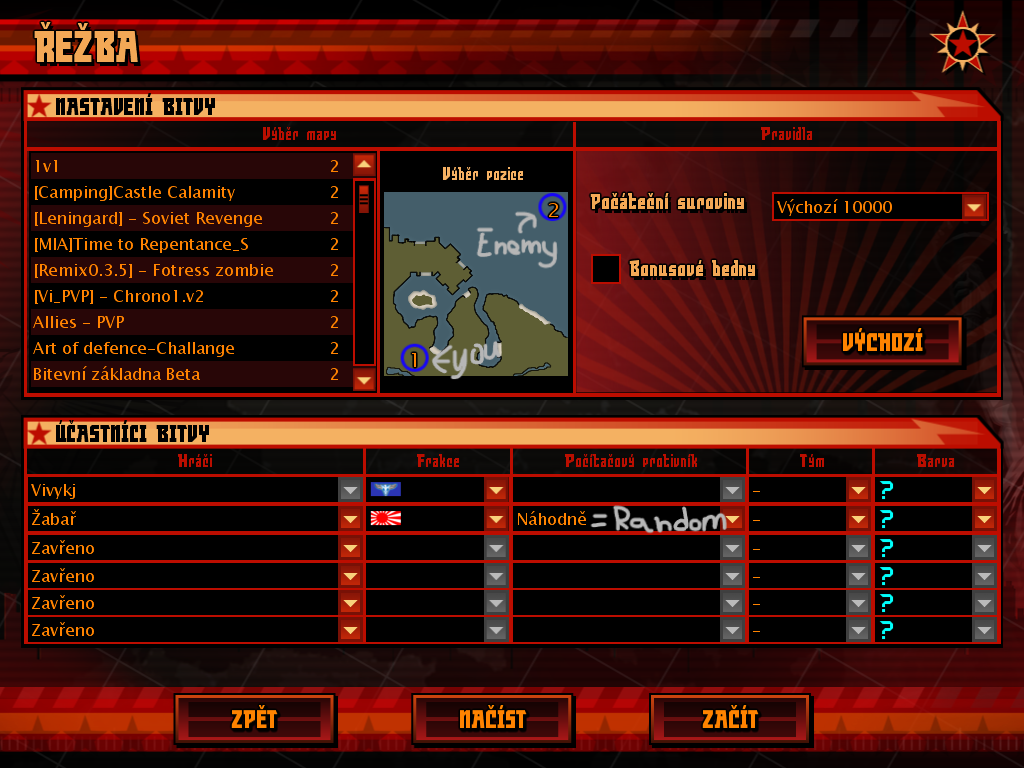 ŘEŽBA
NASTAVENÍ BITVY
Výběr mapy
Pravidla
1v1 2
[Camping]Castle Calamity 2
[Leningard] - Soviet Revenge 2
[MIA]Time to Repentance_S 2
[Remix0.3.5] - Fotress zombie 2
[Vi_PVP] - Chrono1.v2 2
Allies - PVP 2
Art of defence-Challange 2
Bitevní základna Beta 2
Výběr pozice
2
Enemy
1
you
Počáteční suroviny
Výchozí 10000
Bonusové bedny
VÝCHOZÍ
ÚČASTNÍCI BITVY
Hráči Frakce Počítačový protivník Tým Barva
Vivykj - ?
Žabař Náhodně = Random - ?
Zavřeno - ?
Zavřeno - ?
Zavřeno - ?
Zavřeno - ?
ZPĚT NAČÍST ZAČÍT